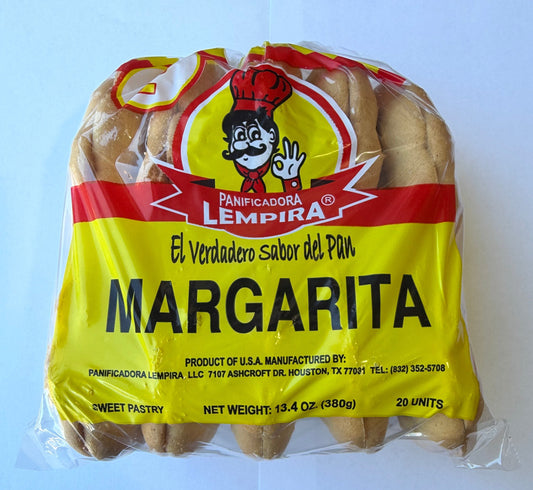 PANIFICADORA
LEMPIRA®
El Verdadero Sabor del Pan
MARGARITA
PRODUCT OF U.S.A. MANUFACTURED BY:
PANIFICADORA LEMPIRA, LLC 7107 ASHCROFT DR. HOUSTON, TX 77031 TEL: (832) 352-5708
SWEET PASTRY NET WEIGHT: 13.4 OZ. (380g) 20 UNITS